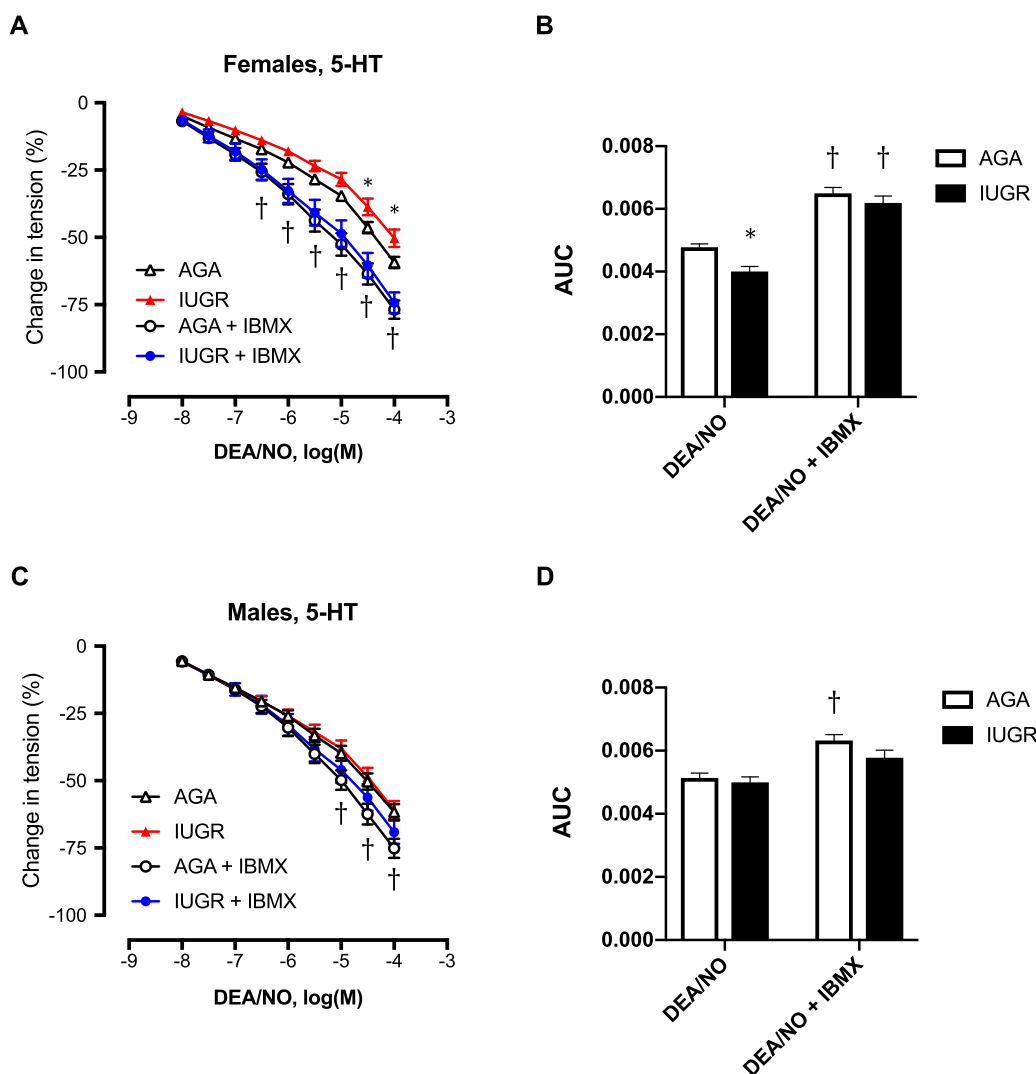 A
Females, 5-HT
0
-25
-50
-75
-100
Change in tension (%)
* *
† † † † † †
AGA
IUGR
AGA + IBMX
IUGR + IBMX
-9 -8 -7 -6 -5 -4 -3
DEA/NO, log(M)
B
0.008
0.006
0.004
0.002
0.000
AUC
* † †
AGA
IUGR
DEA/NO
DEA/NO + IBMX
C
Males, 5-HT
0
-25
-50
-75
-100
Change in tension (%)
† † †
AGA
IUGR
AGA + IBMX
IUGR + IBMX
-9 -8 -7 -6 -5 -4 -3
DEA/NO, log(M)
D
0.008
0.006
0.004
0.002
0.000
AUC
†
AGA
IUGR
DEA/NO
DEA/NO + IBMX